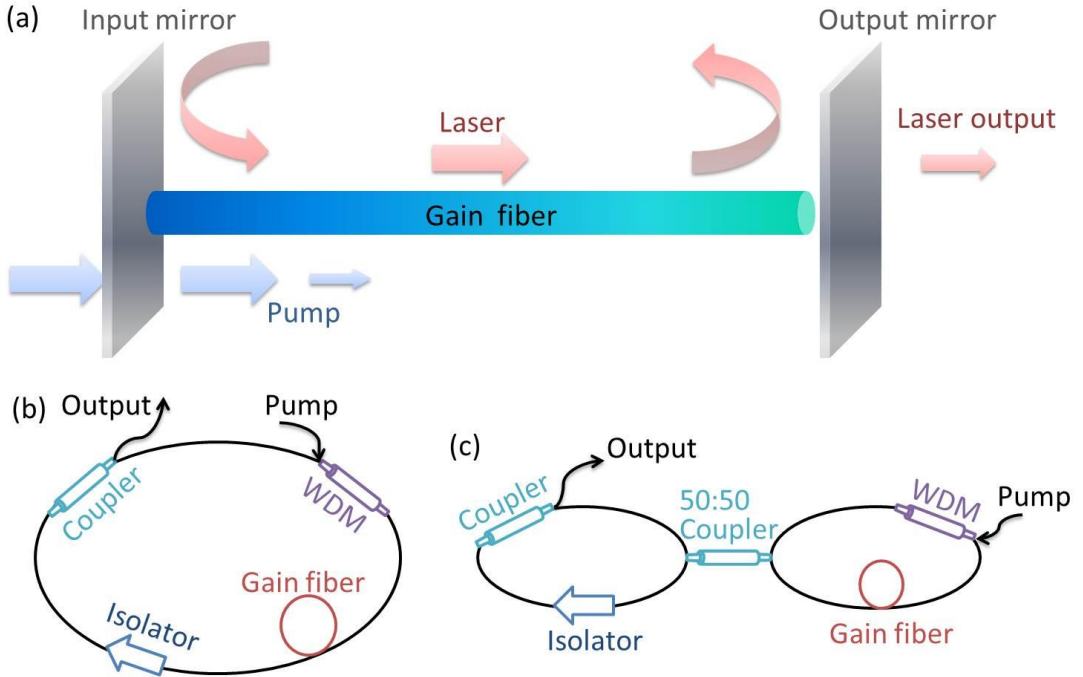 (a)
Input mirror
Output mirror
Laser
Laser output
Gain fiber
Pump
(b)
Output
Pump
Coupler
WDM
Gain fiber
Isolator
(c)
Output
Coupler
50:50
Coupler
WDM
Pump
Isolator
Gain fiber